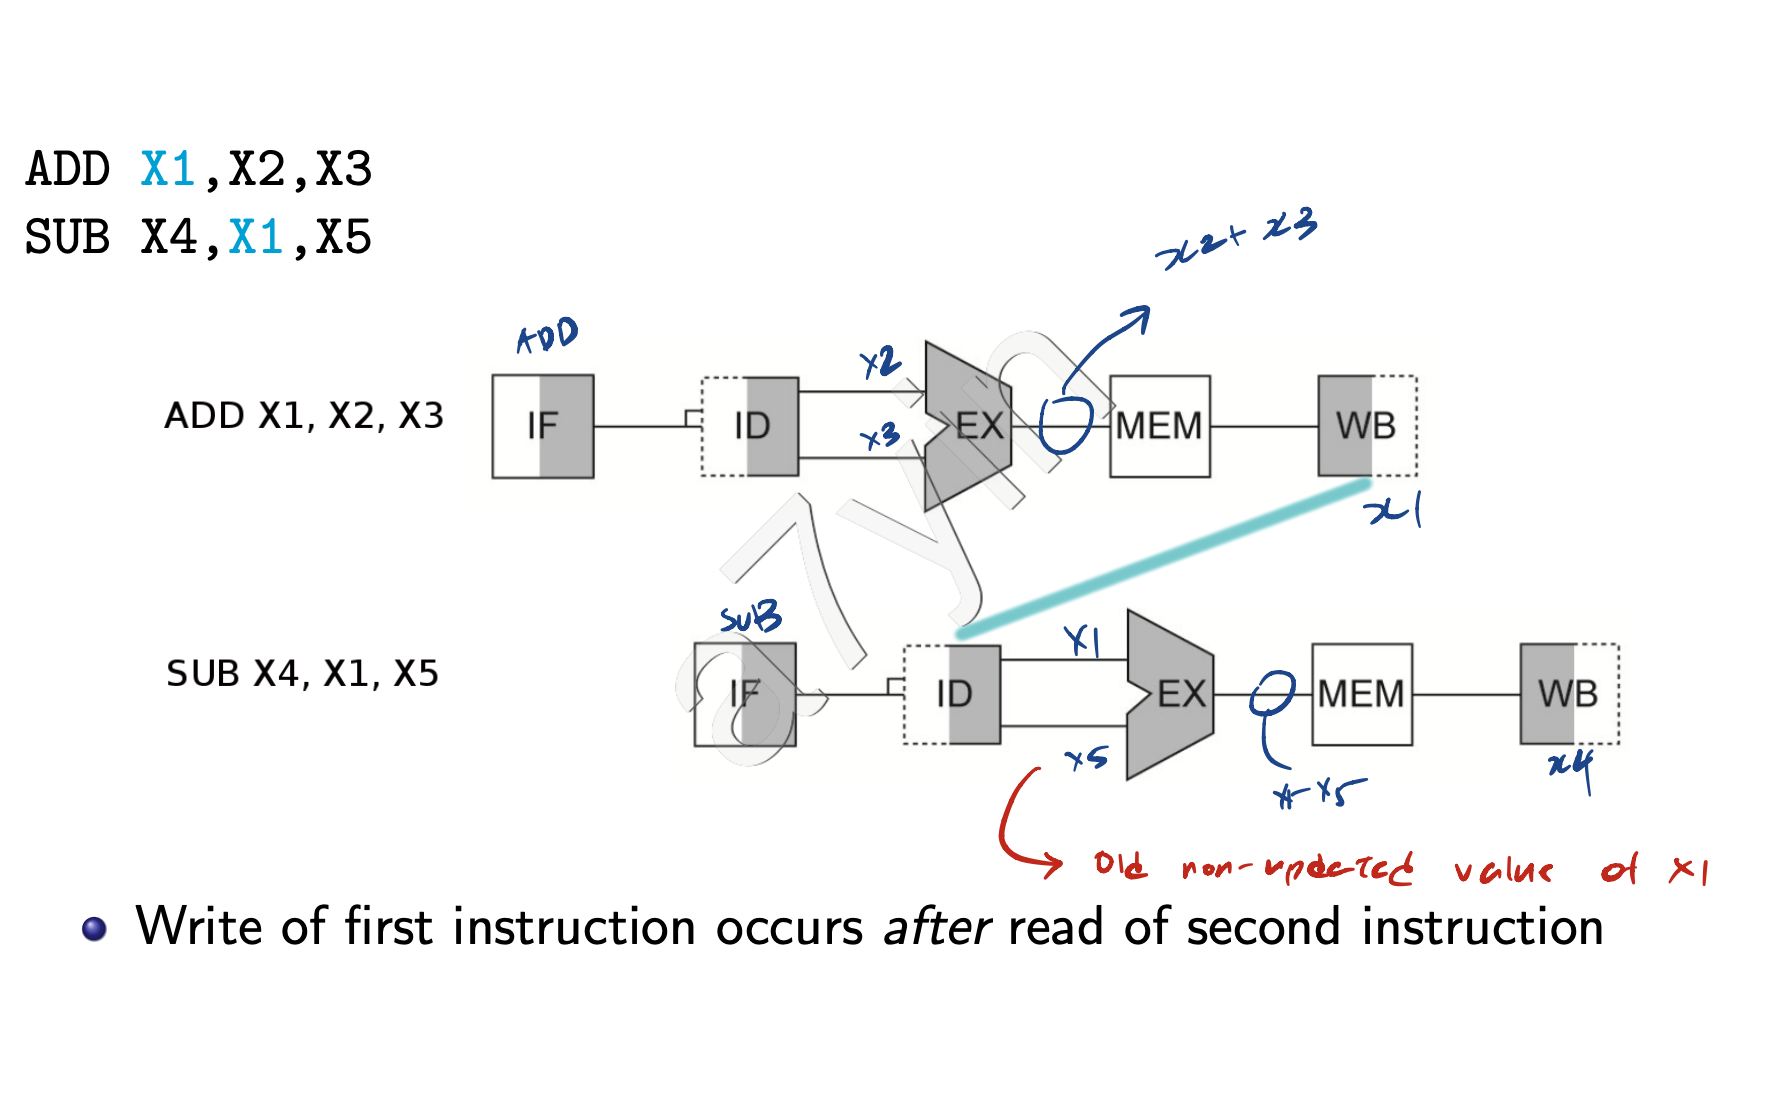 ADD X1,X2,X3
SUB X4,X1,X5
x2+ x3
ADD
ADD X1, X2, X3
IF
ID
x2
x3
EX
MEM
WB
x1
SUB
SUB X4, X1, X5
IF
ID
X1
x5
EX
MEM
WB
x4
-x5
Old non-updated value of X1
Write of first instruction occurs after read of second instruction